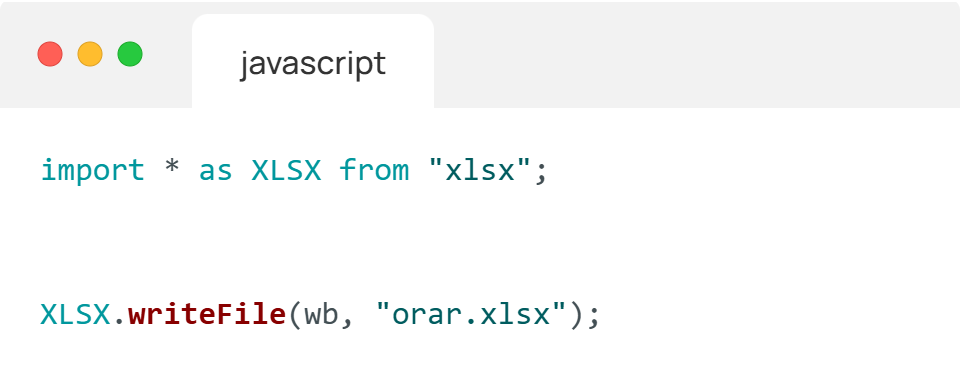 javascript
import * as XLSX from "xlsx";
XLSX.writeFile(wb, "orar.xlsx");